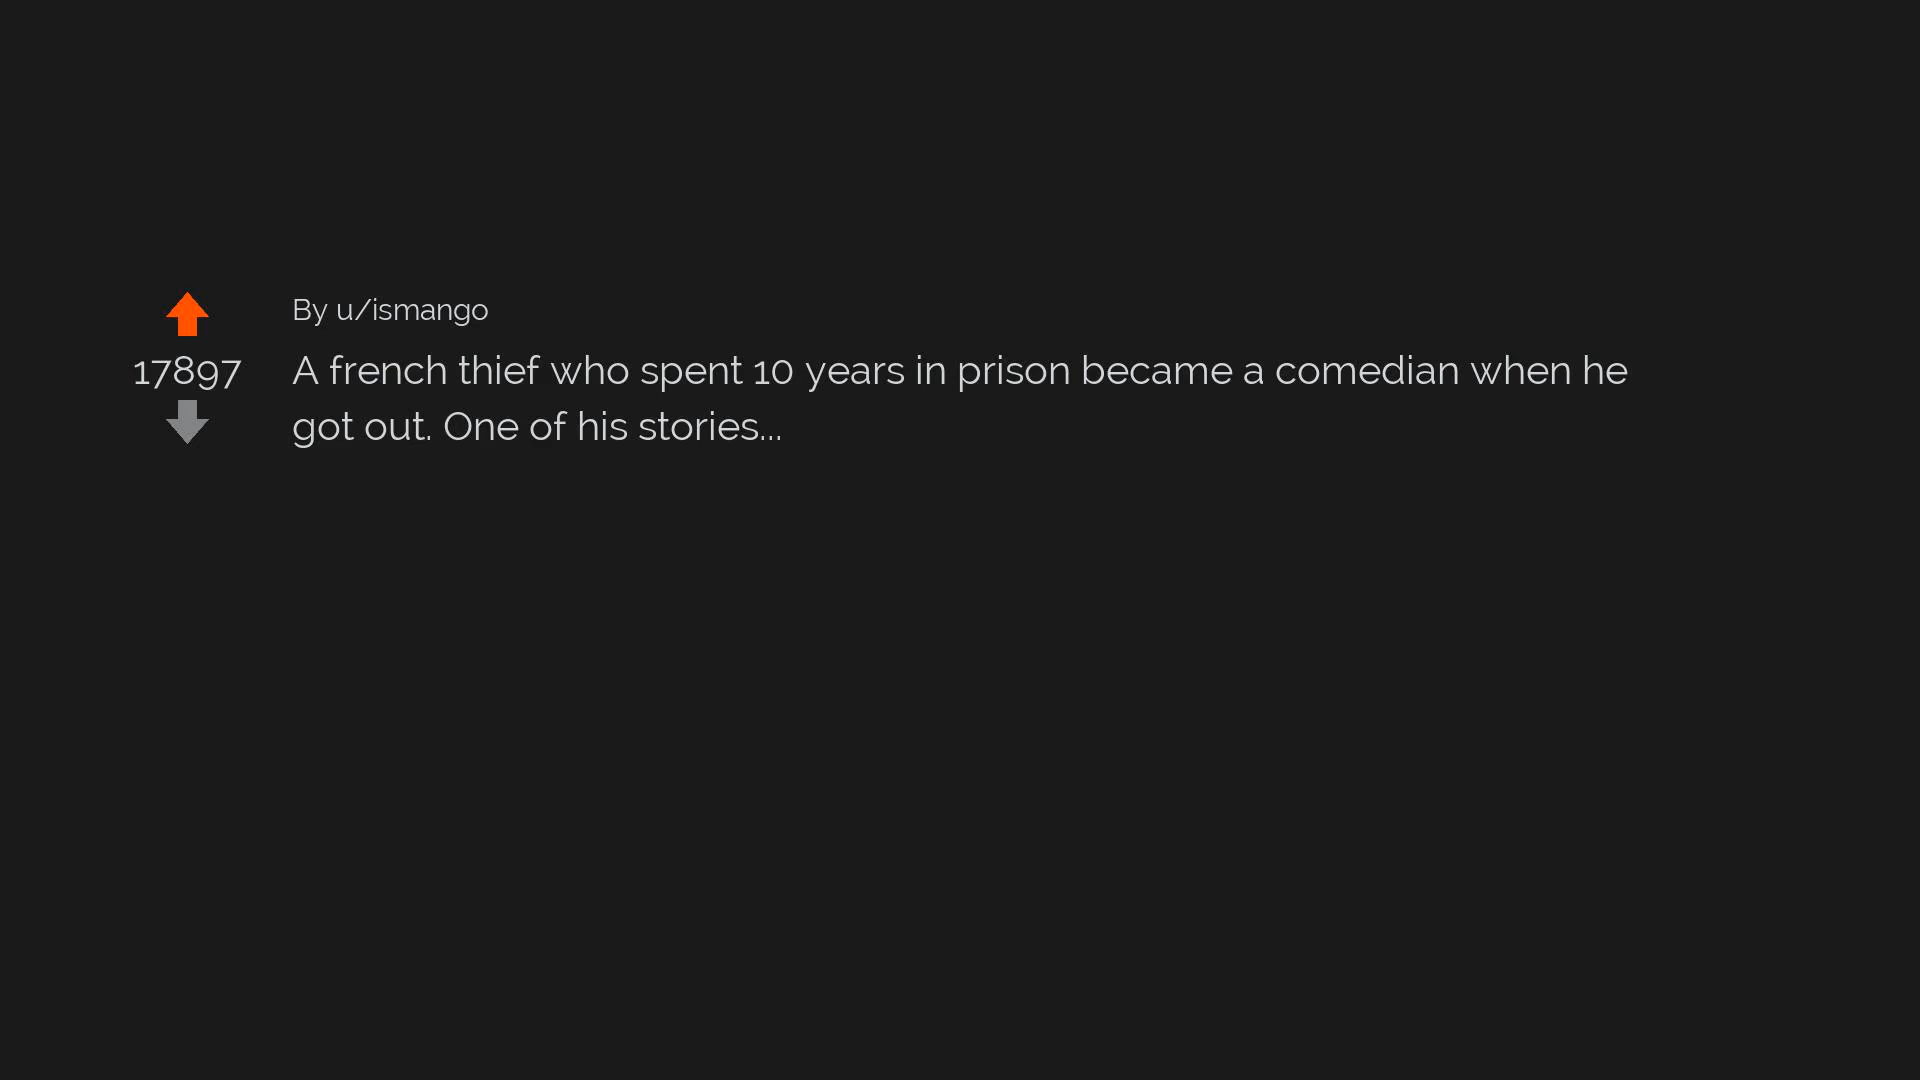 By u/ismango
17897
A french thief who spent 10 years in prison became a comedian when he
got out. One of his stories...